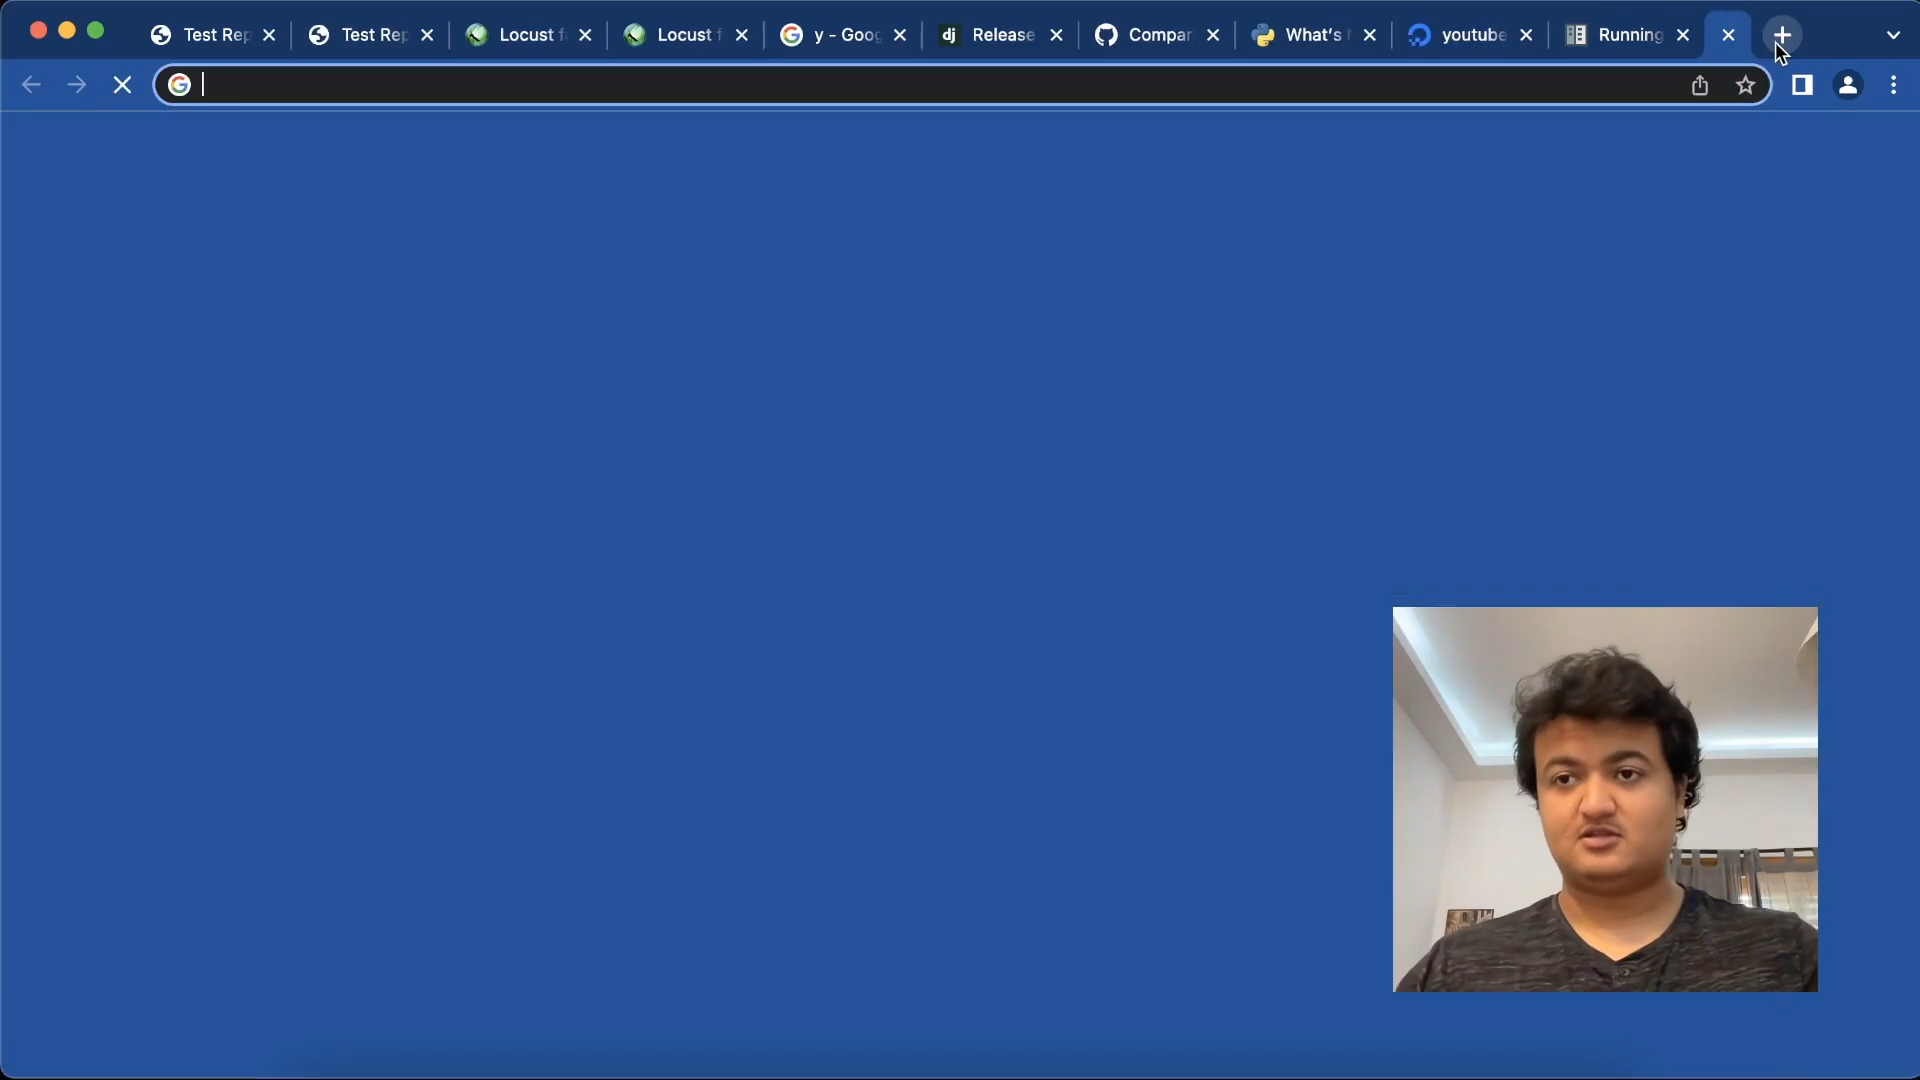 Test Rep
Test Rep
Locust f
Locust f
y - Goog
dj
Release
Compar
What's
youtube
Running